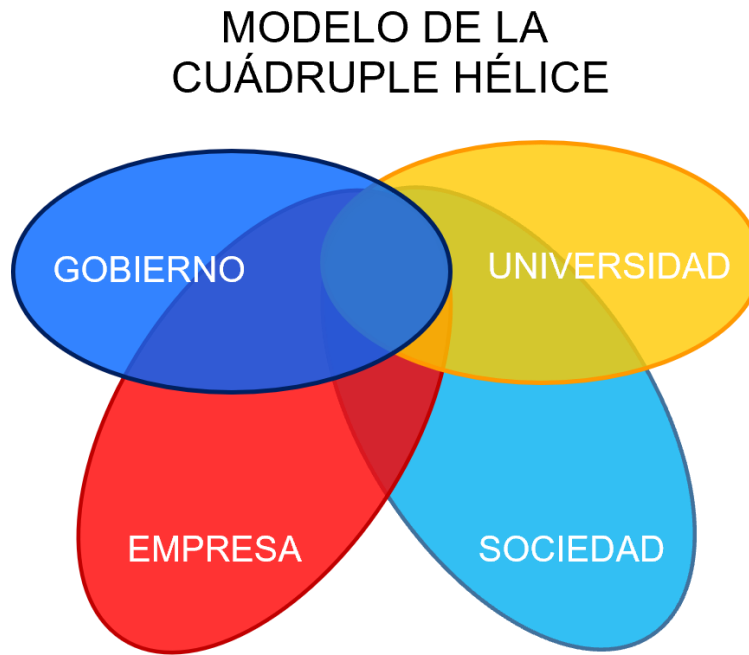 MODELO DE LA
CUÁDRUPLE HÉLICE
GOBIERNO
UNIVERSIDAD
EMPRESA
SOCIEDAD